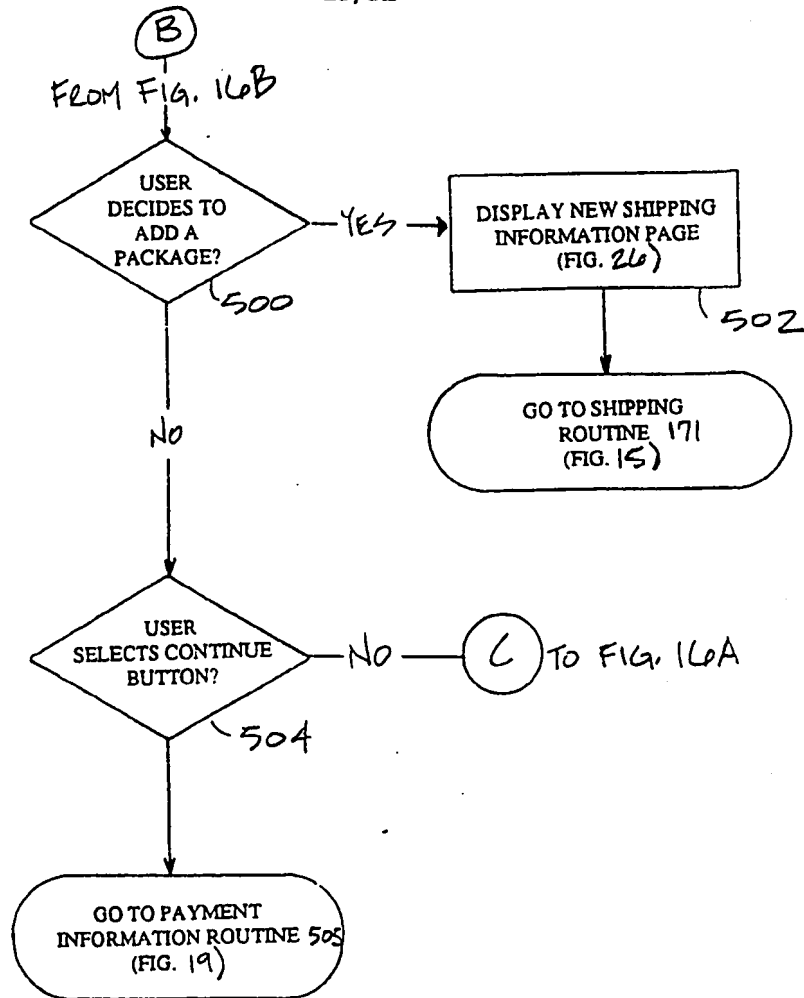 B
FROM FIG. 16B
USER
DECIDES TO
ADD A
PACKAGE?
500
YES
DISPLAY NEW SHIPPING
INFORMATION PAGE
(FIG. 26)
502
GO TO SHIPPING
ROUTINE 171
(FIG. 15)
NO
USER
SELECTS CONTINUE
BUTTON?
504
NO
C
TO FIG. 16A
GO TO PAYMENT
INFORMATION ROUTINE 505
(FIG. 19)